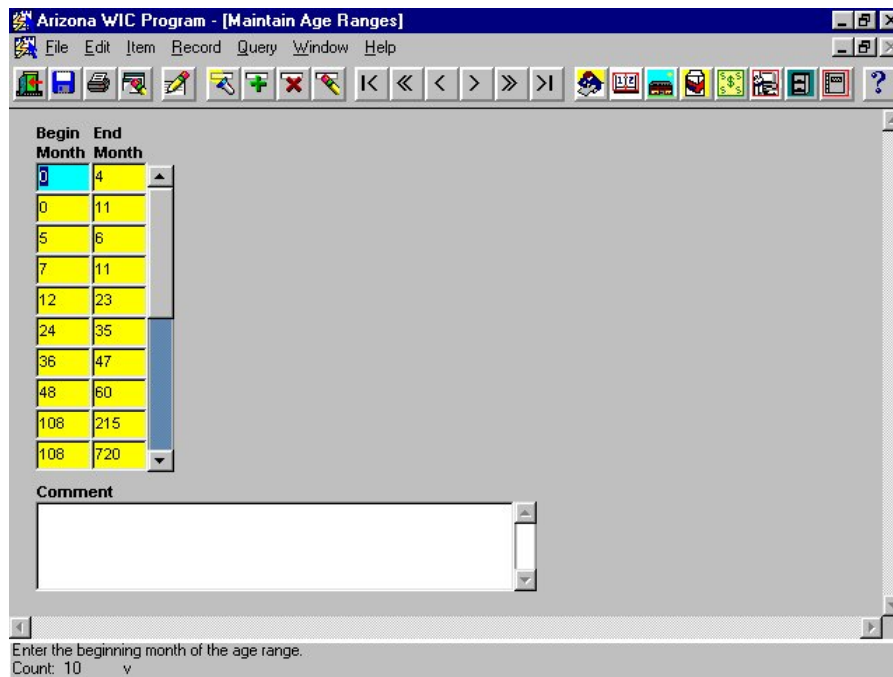 Arizona WIC Program - [Maintain Age Ranges]
File Edit Item Record Query Window Help
Begin End
Month Month
0 4
0 11
5 6
7 11
12 23
24 35
36 47
48 60
108 215
108 720
Comment
Enter the beginning month of the age range.
Count: 10 v